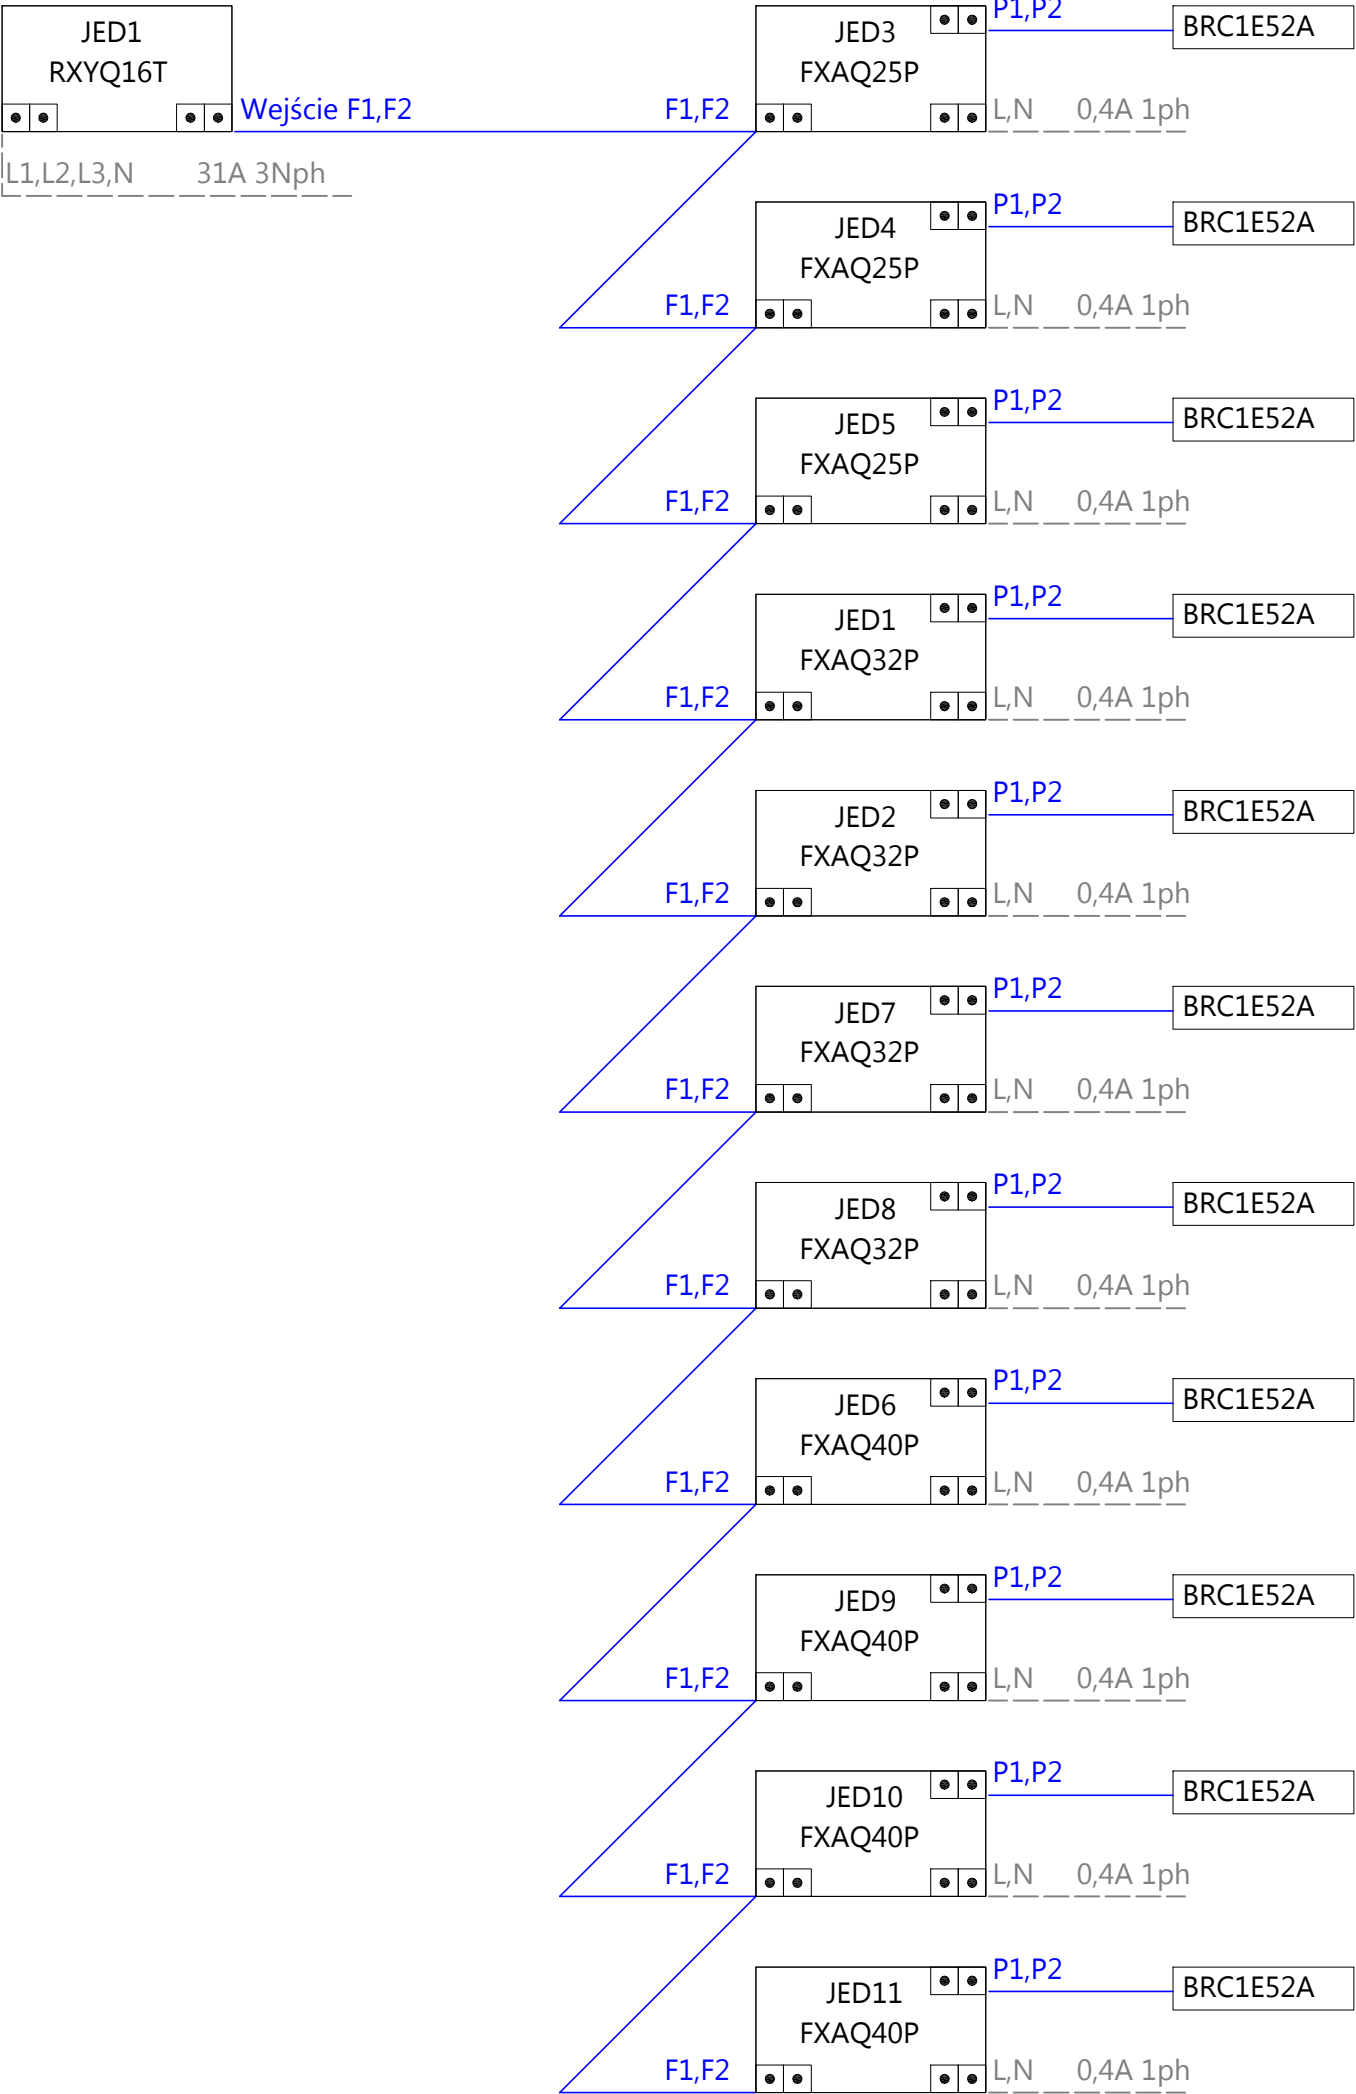 JED1
RXYQ16T
Wejście F1,F2
L1,L2,L3,N 31A 3Nph
P1,P2
JED3
FXAQ25P
BRC1E52A
F1,F2
L,N 0,4A 1ph
P1,P2
JED4
FXAQ25P
BRC1E52A
F1,F2
L,N 0,4A 1ph
P1,P2
JED5
FXAQ25P
BRC1E52A
F1,F2
L,N 0,4A 1ph
P1,P2
JED1
FXAQ32P
BRC1E52A
F1,F2
L,N 0,4A 1ph
P1,P2
JED2
FXAQ32P
BRC1E52A
F1,F2
L,N 0,4A 1ph
P1,P2
JED7
FXAQ32P
BRC1E52A
F1,F2
L,N 0,4A 1ph
P1,P2
JED8
FXAQ32P
BRC1E52A
F1,F2
L,N 0,4A 1ph
P1,P2
JED6
FXAQ40P
BRC1E52A
F1,F2
L,N 0,4A 1ph
P1,P2
JED9
FXAQ40P
BRC1E52A
F1,F2
L,N 0,4A 1ph
P1,P2
JED10
FXAQ40P
BRC1E52A
F1,F2
L,N 0,4A 1ph
P1,P2
JED11
FXAQ40P
BRC1E52A
F1,F2
L,N 0,4A 1ph